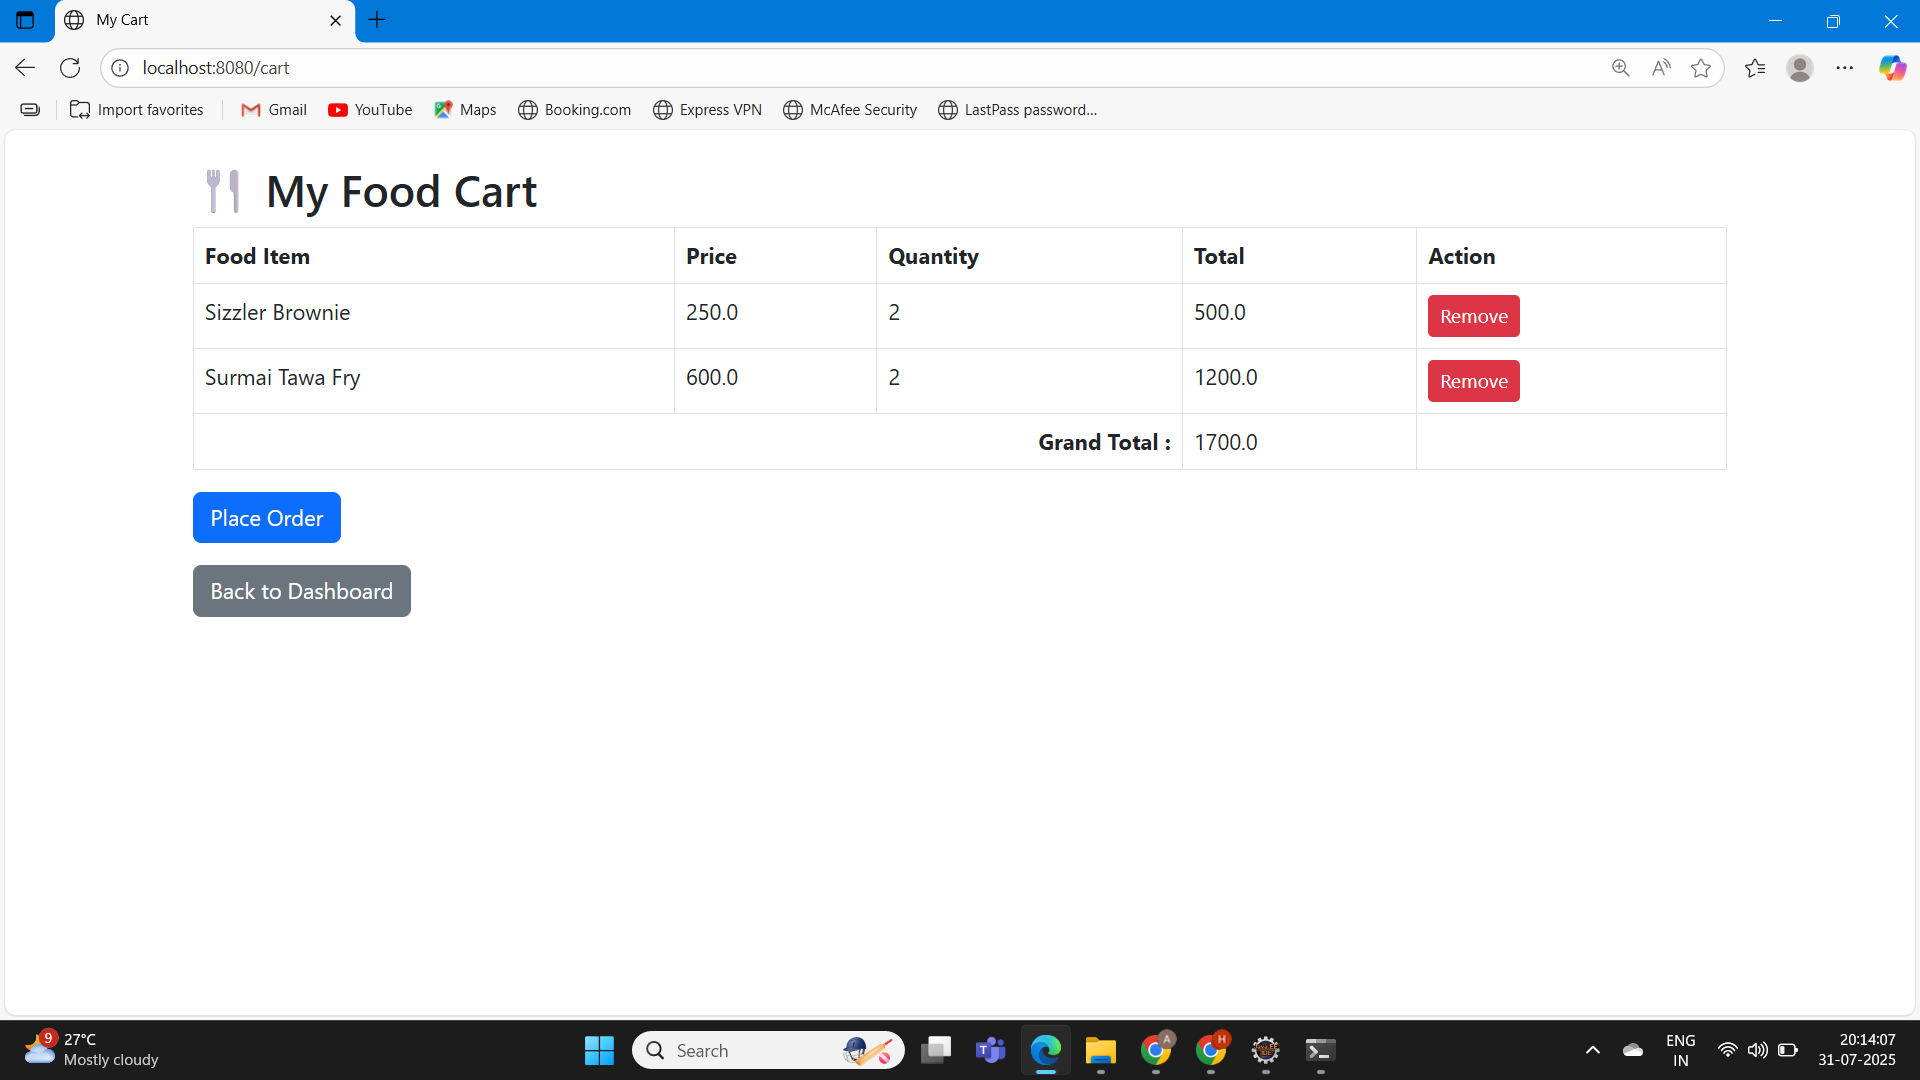 My Cart
localhost:8080/cart
Import favorites Gmail YouTube Maps Booking.com Express VPN McAfee Security LastPass password...
My Food Cart
Food Item Price Quantity Total Action
Sizzler Brownie 250.0 2 500.0 Remove
Surmai Tawa Fry 600.0 2 1200.0 Remove
Grand Total : 1700.0
Place Order
Back to Dashboard
9 27°C
Mostly cloudy
Search
T
A
H
ENG
IN
20:14:07
31-07-2025